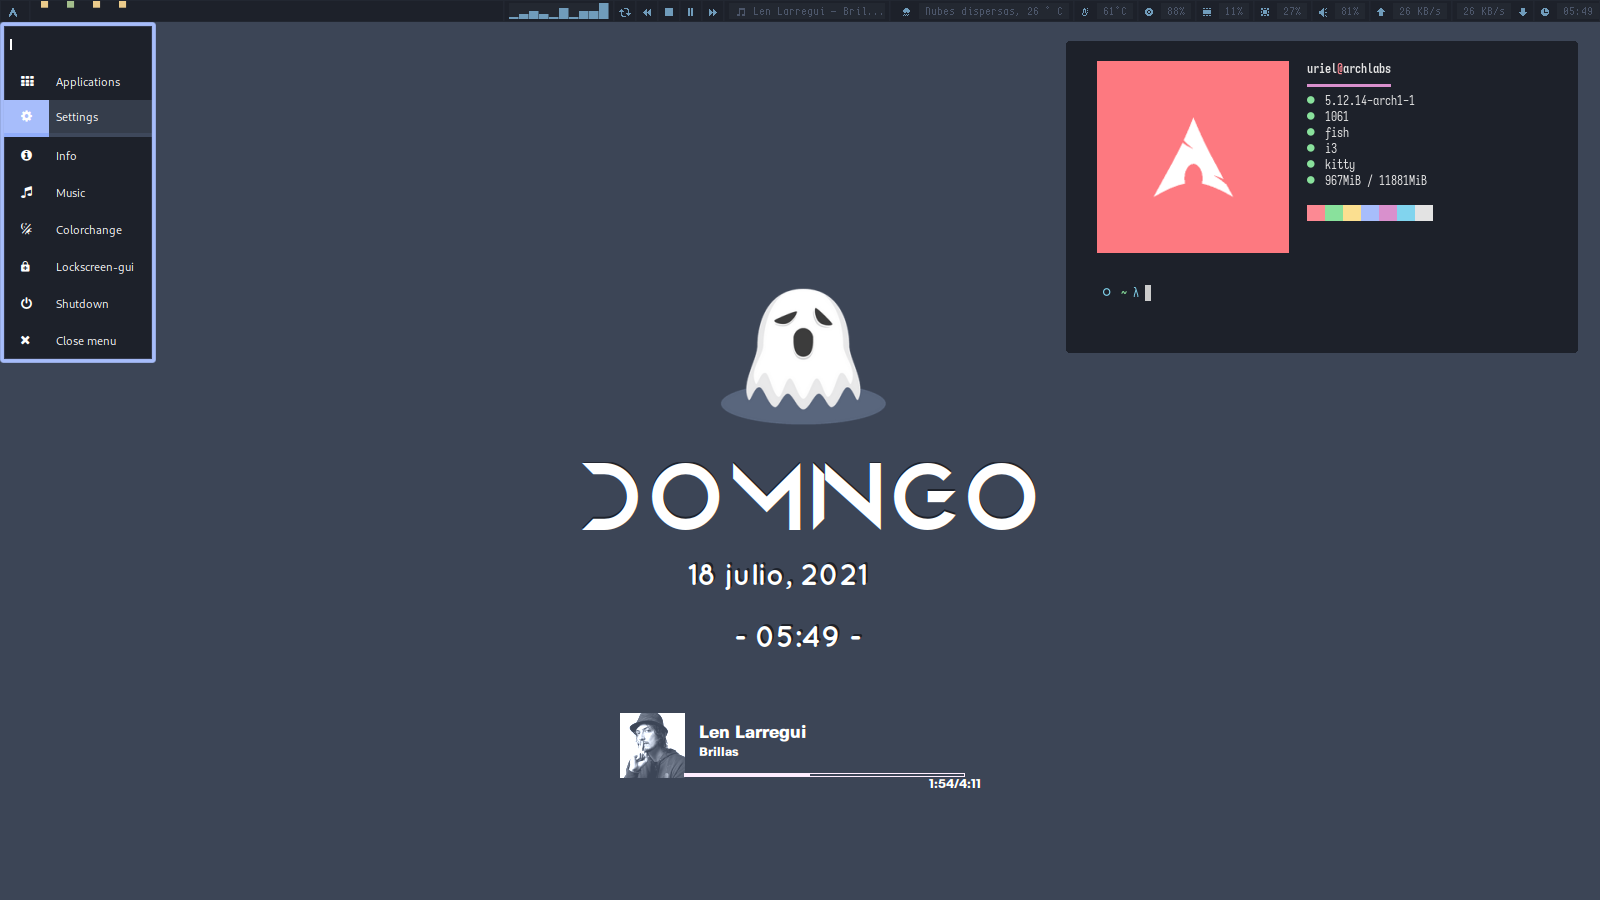 Len Larregui - Bril...
Nubes dispersas, 26 ° C
61°C
88%
11%
27%
81%
26 KB/s
26 KB/s
05:49
Applications
Settings
Info
Music
Colorchange
Lockscreen-gui
Shutdown
Close menu
uriel@archlabs
5.12.14-arch1-1
1061
fish
i3
kitty
967MiB / 11881MiB
~ λ
DOMNGO
18 julio, 2021
- 05:49 -
Len Larregui
Brillas
1:54/4:11